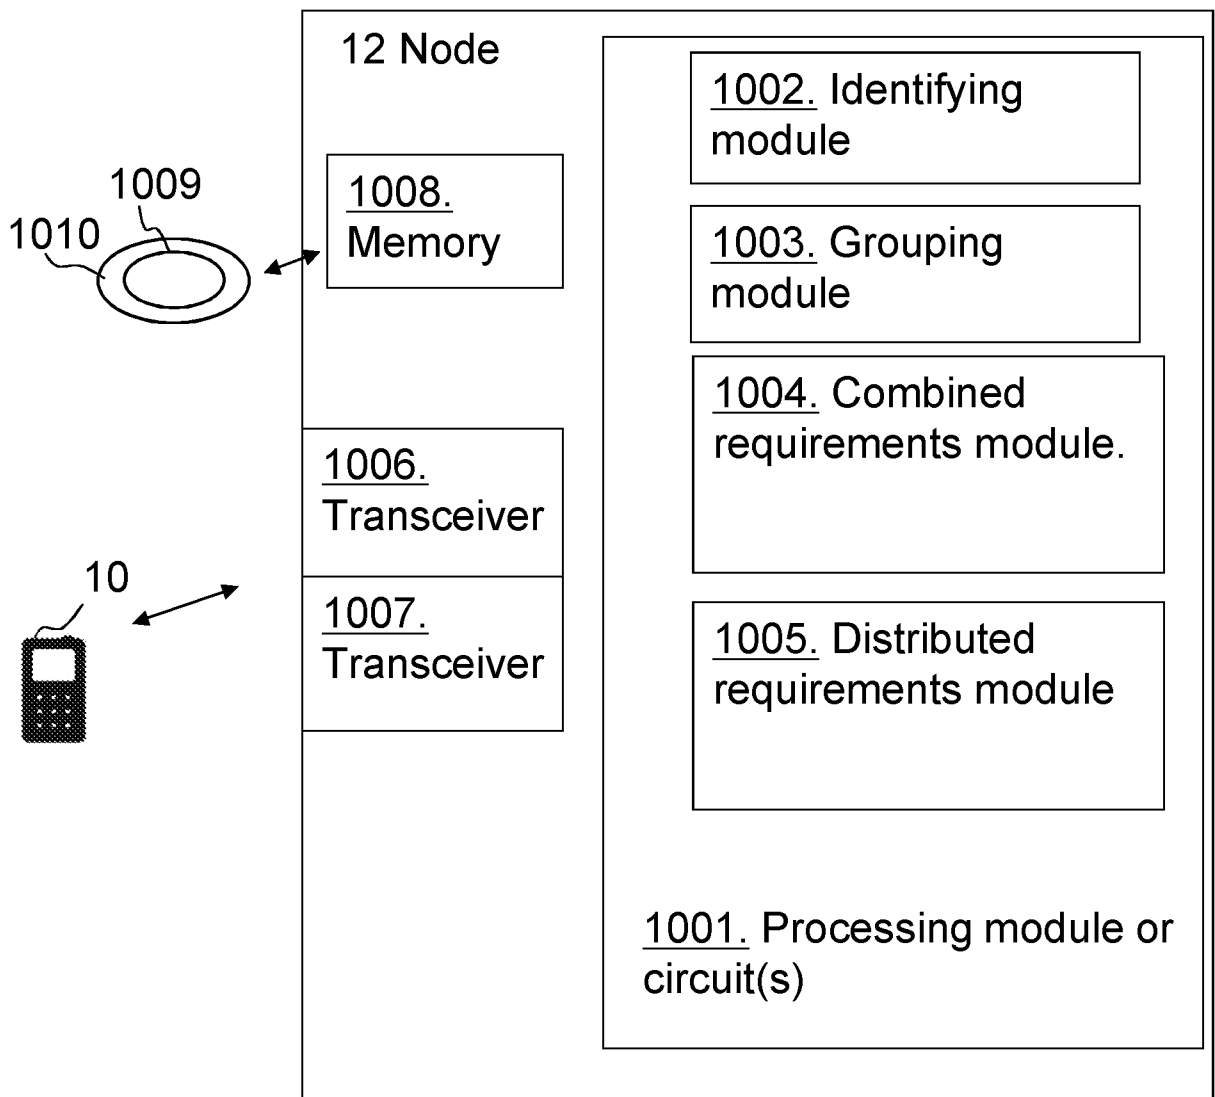 12 Node
1002. Identifying
module
1009
1010
1008.
Memory
1003. Grouping
module
1004. Combined
requirements module.
1006.
Transceiver
10
1007.
Transceiver
1005. Distributed
requirements module
1001. Processing module or
circuit(s)